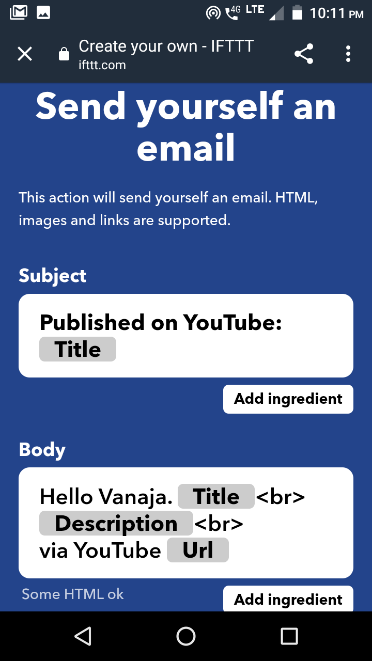 4G LTE 10:11 PM
Create your own - IFTTT
ifttt.com
Send yourself an
email
This action will send yourself an email. HTML,
images and links are supported.
Subject
Published on YouTube:
Title
Add ingredient
Body
Hello Vanaja. Title <br>
Description <br>
via YouTube Url
Some HTML ok
Add ingredient